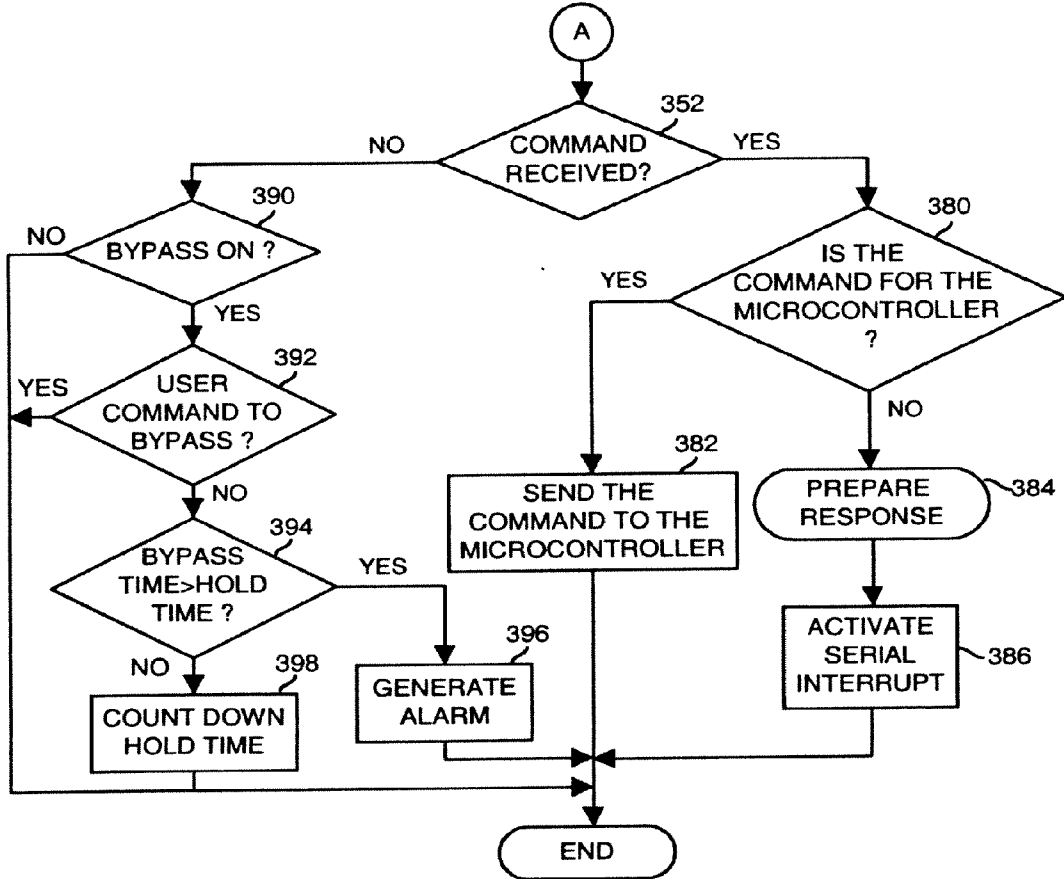 A
352
COMMAND
RECEIVED?
NO
YES
390
BYPASS ON ?
NO
YES
380
IS THE
COMMAND FOR THE
MICROCONTROLLER
?
YES
NO
392
USER
COMMAND TO
BYPASS ?
YES
NO
382
SEND THE
COMMAND TO THE
MICROCONTROLLER
384
PREPARE
RESPONSE
394
BYPASS
TIME>HOLD
TIME ?
YES
NO
386
ACTIVATE
SERIAL
INTERRUPT
396
GENERATE
ALARM
398
COUNT DOWN
HOLD TIME
END